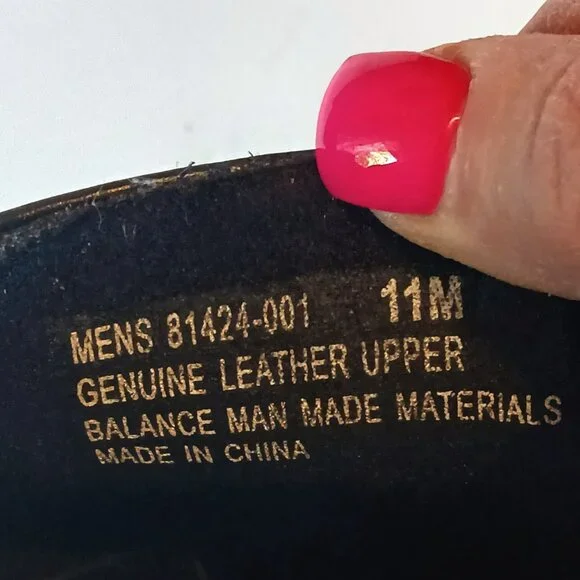 MENS 81424-001 11M
GENUINE LEATHER UPPER
BALANCE MAN MADE MATERIALS
MADE IN CHINA